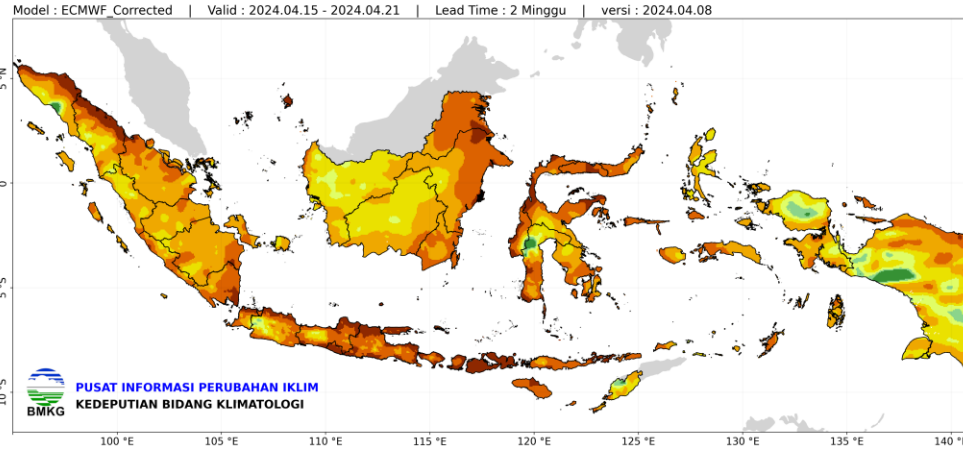 Model : ECMWF_Corrected | Valid : 2024.04.15 - 2024.04.21 | Lead Time : 2 Minggu | versi : 2024.04.08
5°N
0
5°S
10°S
BMKG
PUSAT INFORMASI PERUBAHAN IKLIM
KEDEPUTIAN BIDANG KLIMATOLOGI
100°E 105°E 110°E 115°E 120°E 125°E 130°E 135°E 140°